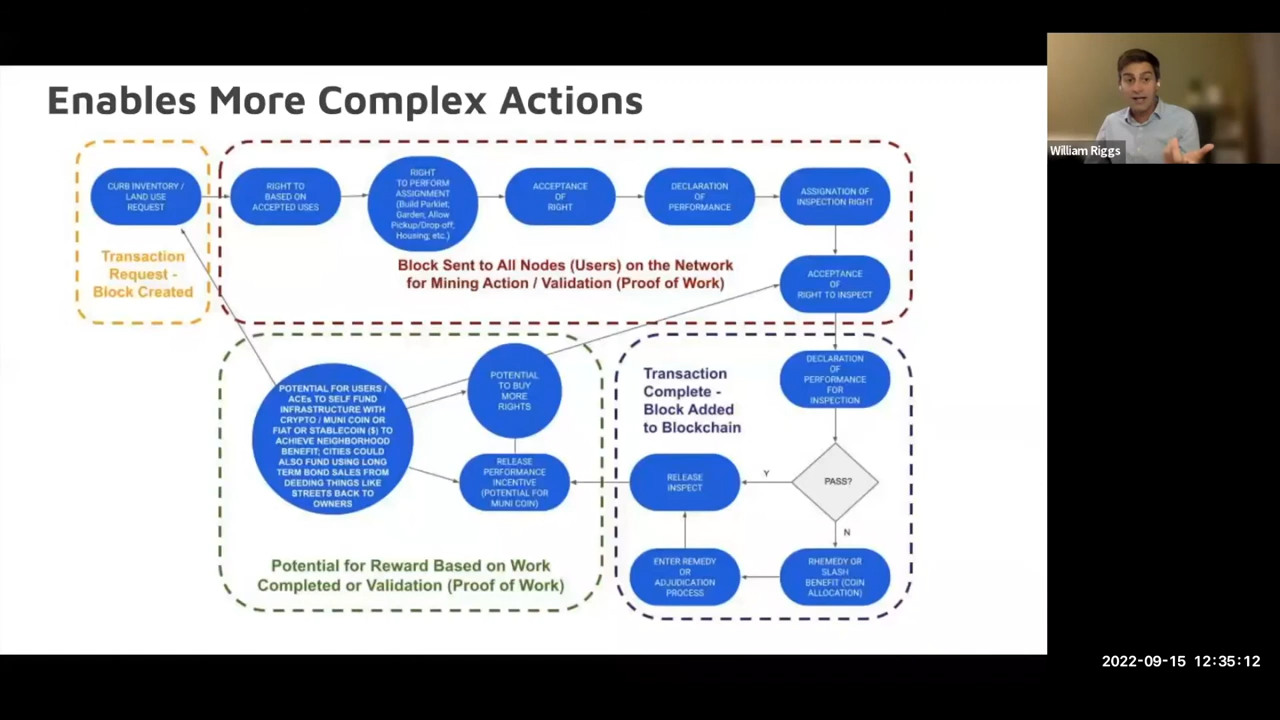 Enables More Complex Actions
CURB INVENTORY /
LAND USE
REQUEST
RIGHT TO
BASED ON
ACCEPTED USES
RIGHT
TO PERFORM
ASSIGNMENT
(Build Parklet;
Garden; Allow
Pickup/Drop-off;
Housing; etc.)
ACCEPTANCE
OF
RIGHT
DECLARATION
OF
PERFORMANCE
ASSIGNATION OF
INSPECTION RIGHT
Transaction
Request -
Block Created
Block Sent to All Nodes (Users) on the Network
for Mining Action / Validation (Proof of Work)
ACCEPTANCE
OF
RIGHT TO INSPECT
POTENTIAL FOR USERS /
ACEs TO SELF FUND
INFRASTRUCTURE WITH
CRYPTO / MUNI COIN OR
FIAT OR STABLECOIN ($) TO
ACHIEVE NEIGHBORHOOD
BENEFIT; CITIES COULD
ALSO FUND USING LONG
TERM BOND SALES FROM
DEEDING THINGS LIKE
STREETS BACK TO
OWNERS
POTENTIAL
TO BUY
MORE
RIGHTS
RELEASE
PERFORMANCE
INCENTIVE
(POTENTIAL FOR
MUNI COIN)
Potential for Reward Based on Work
Completed or Validation (Proof of Work)
Transaction
Complete -
Block Added
to Blockchain
DECLARATION
OF
PERFORMANCE
FOR
INSPECTION
PASS?
Y
N
RELEASE
INSPECT
ENTER REMEDY
OR
ADJUDICATION
PROCESS
RHEMEDY OR
SLASH
BENEFIT (COIN
ALLOCATION)
William Riggs
2022-09-15 12:35:12